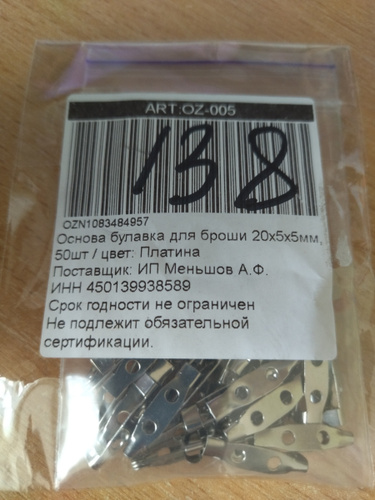 ART:OZ-005
138
OZN1083484957
Основа булавка для броши 20х5х5мм,
50шт / цвет: Платина
Поставщик: ИП Меньшов А.Ф.
ИНН 450139938589
Срок годности не ограничен
Не подлежит обязательной
сертификации.